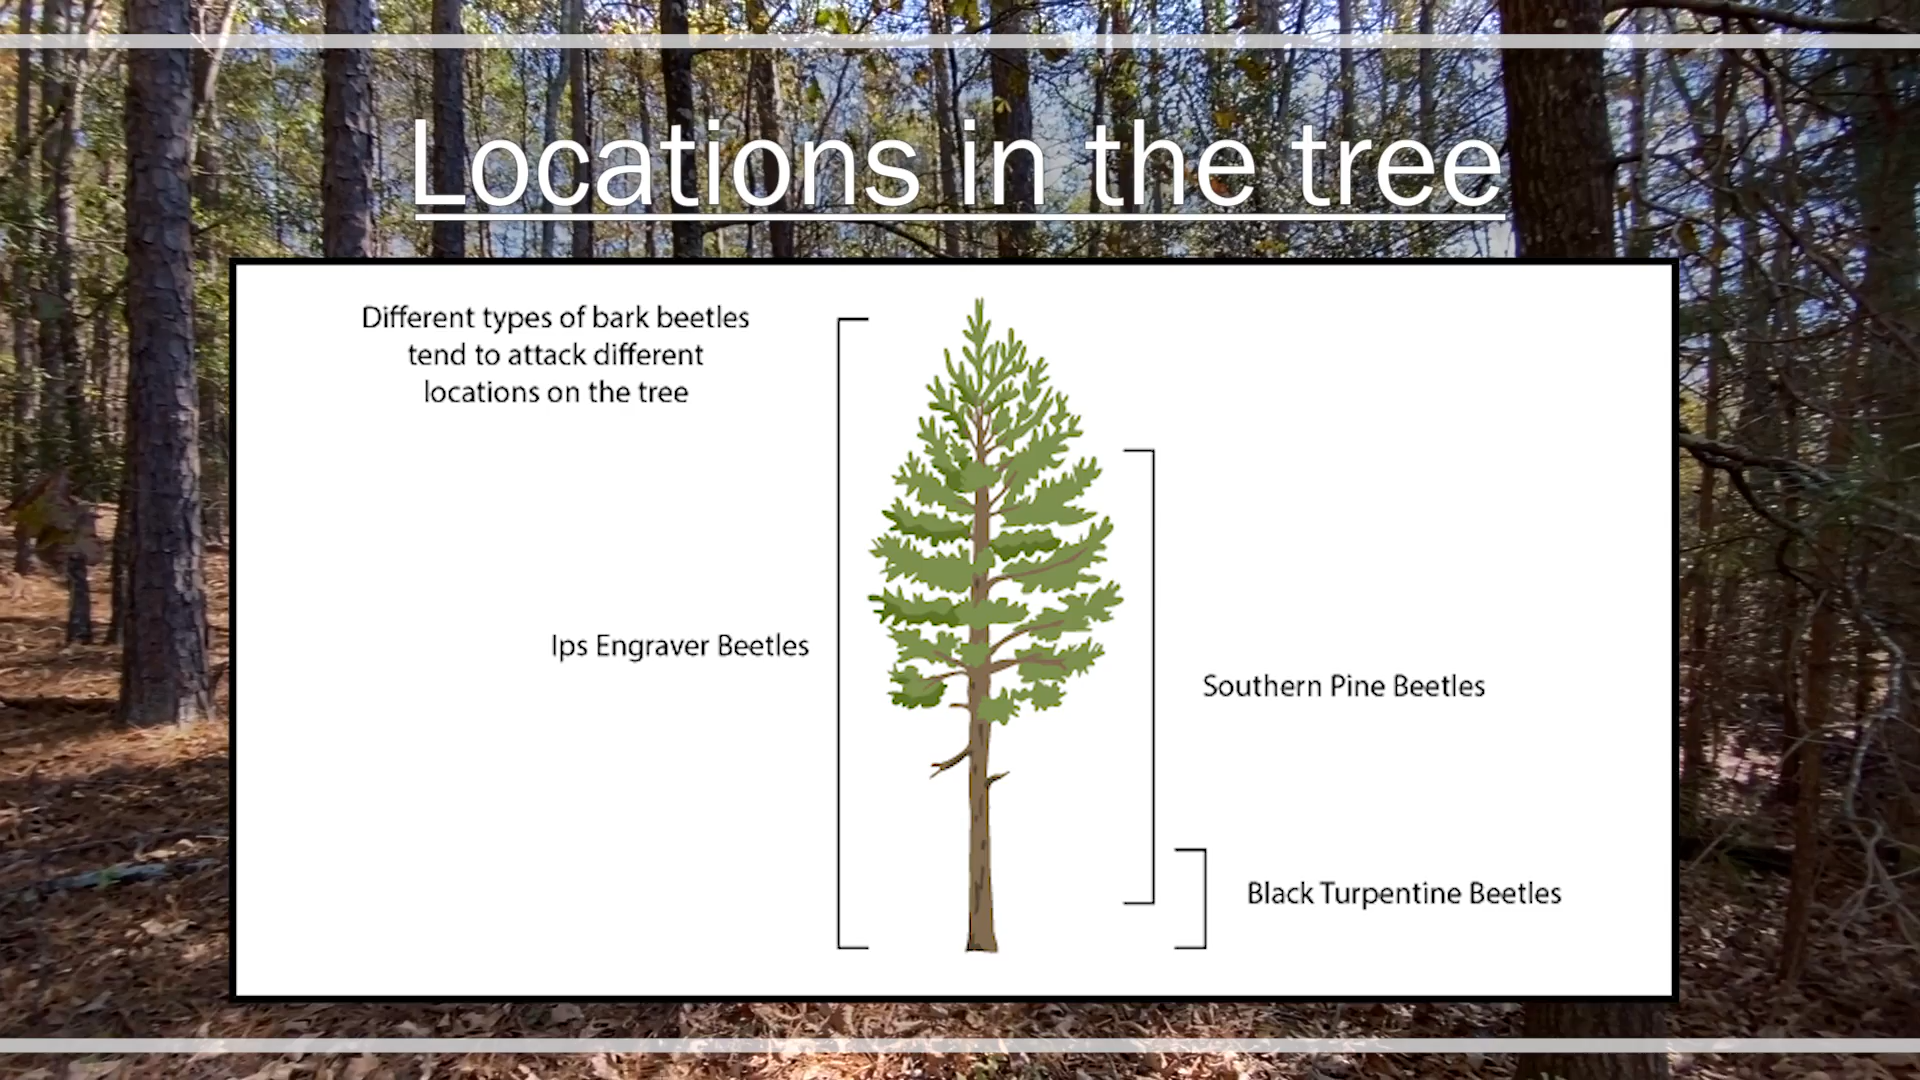 Locations in the tree
Different types of bark beetles
tend to attack different
locations on the tree
Ips Engraver Beetles
Southern Pine Beetles
Black Turpentine Beetles